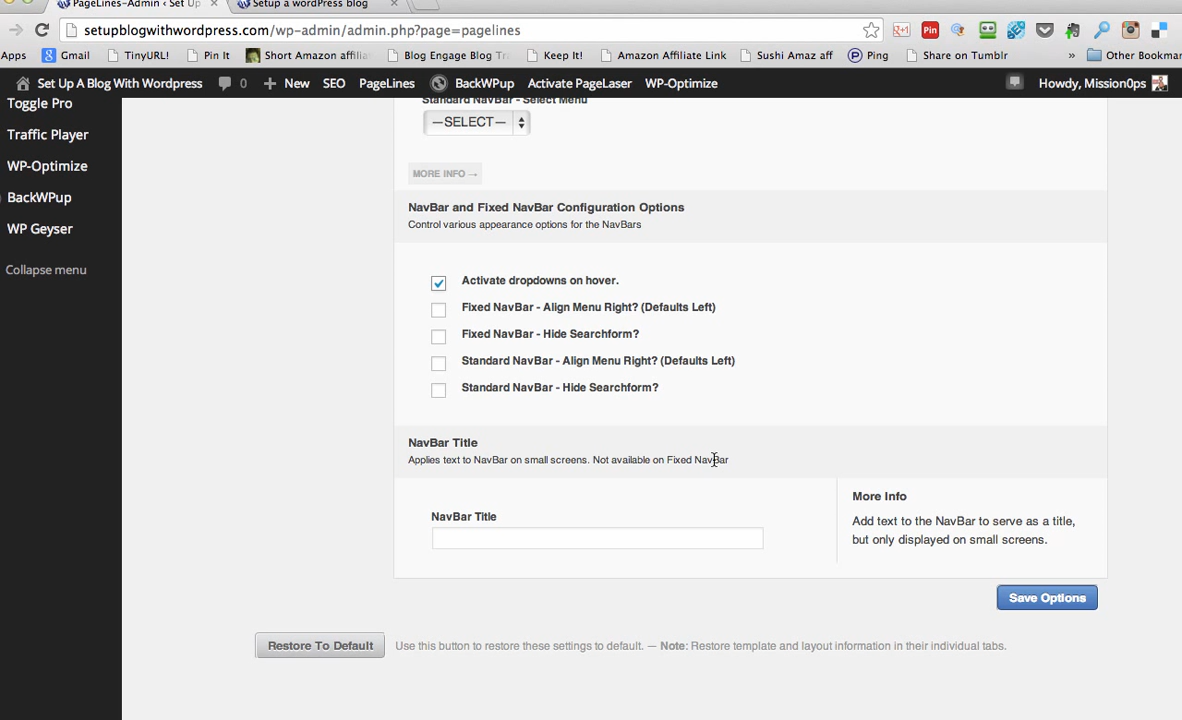 PageLines-Admin ‹ Set Up
Setup a wordPress blog
setupblogwithwordpress.com/wp-admin/admin.php?page=pagelines
Apps
Gmail
TinyURL!
Pin It
Short Amazon affilia
Blog Engage Blog Tr
Keep It!
Amazon Affiliate Link
Sushi Amaz aff
Ping
Share on Tumblr
»
Other Bookmar
Set Up A Blog With Wordpress
0
+ New
SEO
PageLines
BackWPup
Activate PageLaser
WP-Optimize
Howdy, Mission0ps
Toggle Pro
Traffic Player
WP-Optimize
BackWPup
WP Geyser
Collapse menu
Standard NavBar - Select Menu
—SELECT—
MORE INFO →
NavBar and Fixed NavBar Configuration Options
Control various appearance options for the NavBars
Activate dropdowns on hover.
Fixed NavBar - Align Menu Right? (Defaults Left)
Fixed NavBar - Hide Searchform?
Standard NavBar - Align Menu Right? (Defaults Left)
Standard NavBar - Hide Searchform?
NavBar Title
Applies text to NavBar on small screens. Not available on Fixed NavBar
NavBar Title
More Info
Add text to the NavBar to serve as a title,
but only displayed on small screens.
Save Options
Restore To Default
Use this button to restore these settings to default. — Note: Restore template and layout information in their individual tabs.